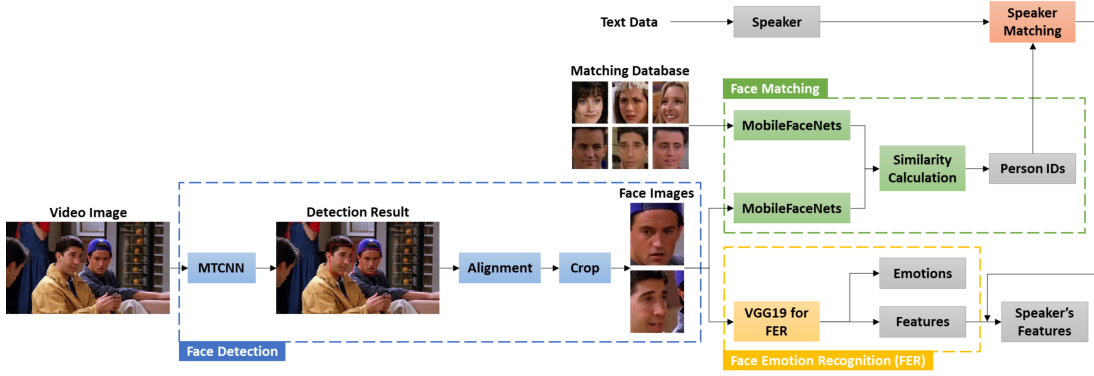 Text Data
Speaker
Speaker
Matching
Matching Database
Face Matching
MobileFaceNets
Similarity
Calculation
Person IDs
MobileFaceNets
Face Images
Video Image
Detection Result
MTCNN
Alignment
Crop
Face Detection
Emotions
VGG19 for
FER
Features
Speaker's
Features
Face Emotion Recognition (FER)